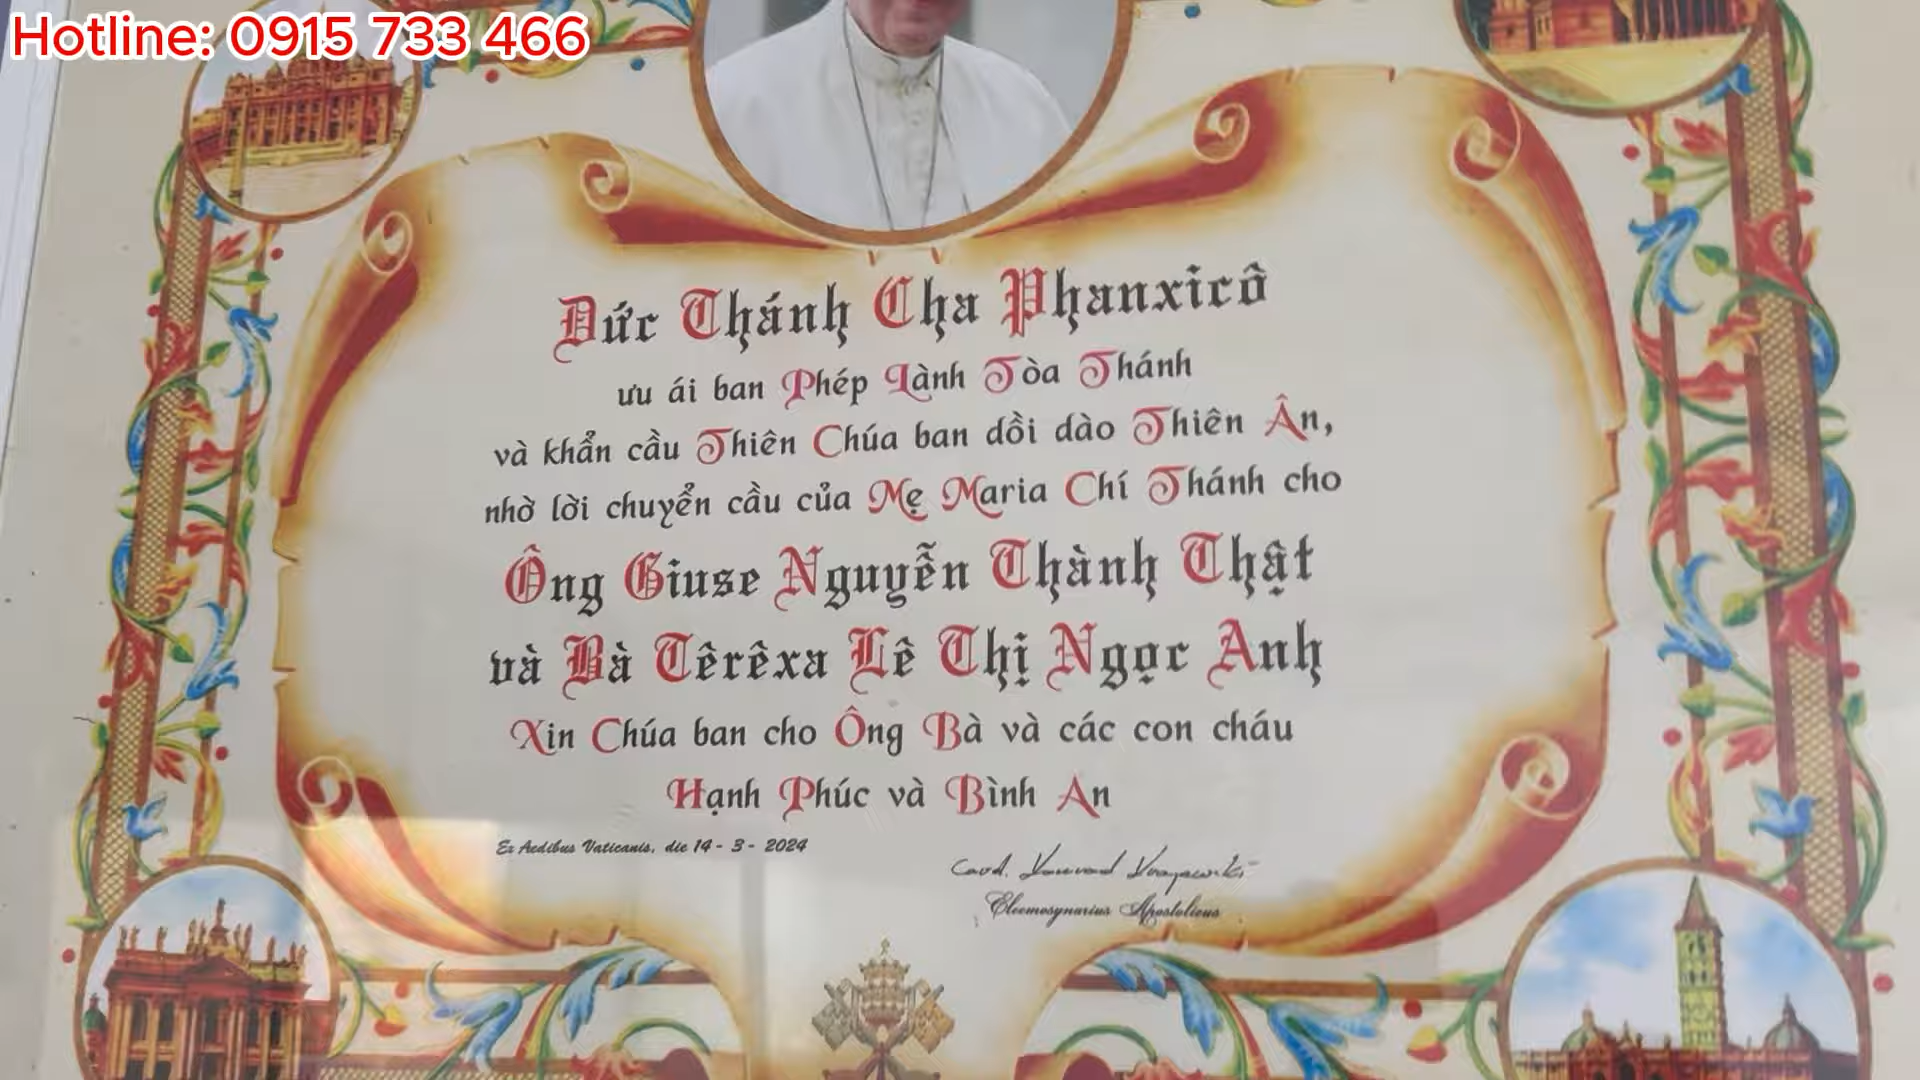 Hotline: 0915 733 466
Đức Thánh Cha Phanxicô
ưu ái ban Phép Lành Tòa Thánh
và khẩn cầu Thiên Chúa ban dồi dào Thiên Ân,
nhờ lời chuyển cầu của Mẹ Maria Chí Thánh cho
Ông Giuse Nguyễn Thành Thật
và Bà Têrêxa Lê Thị Ngọc Anh
Xin Chúa ban cho Ông Bà và các con cháu
Hạnh Phúc và Bình An
Ex Aedibus Vaticanis, die 14 - 3 - 2024
Card.
Eleemosynarius Apostolicus